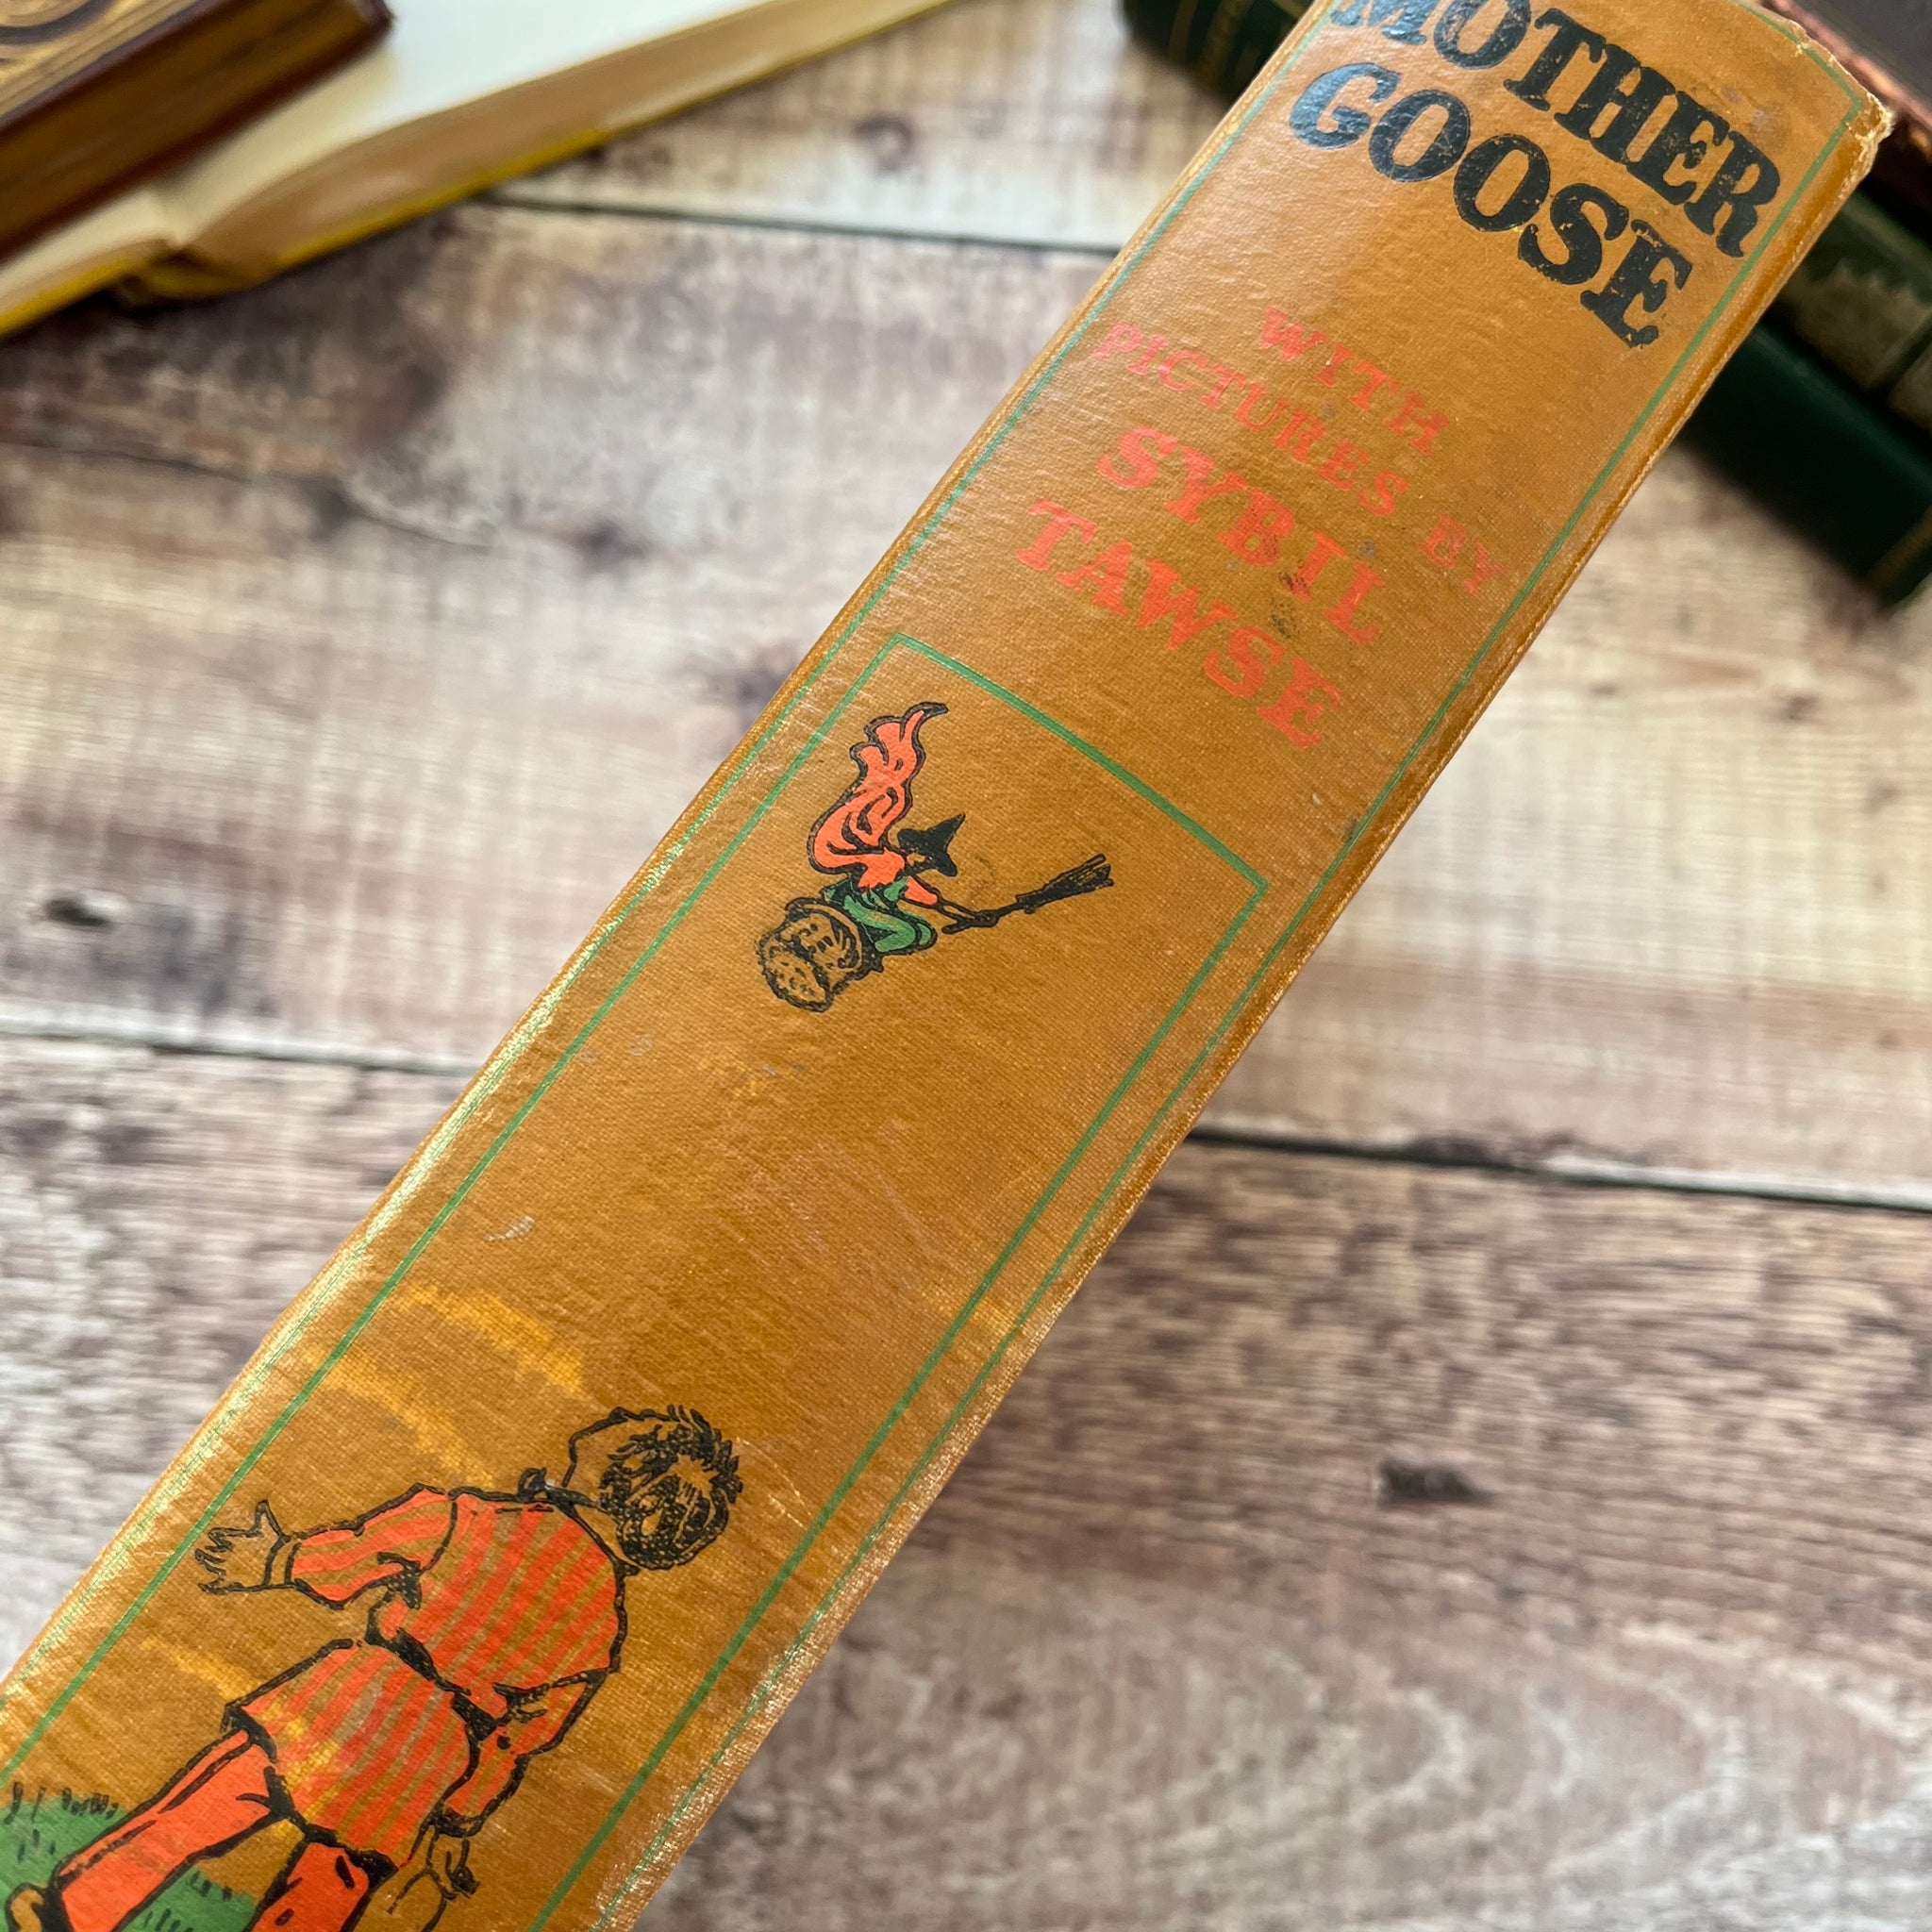 MOTHER
GOOSE
WITH
PICTURES BY
SYBIL
TAWSE